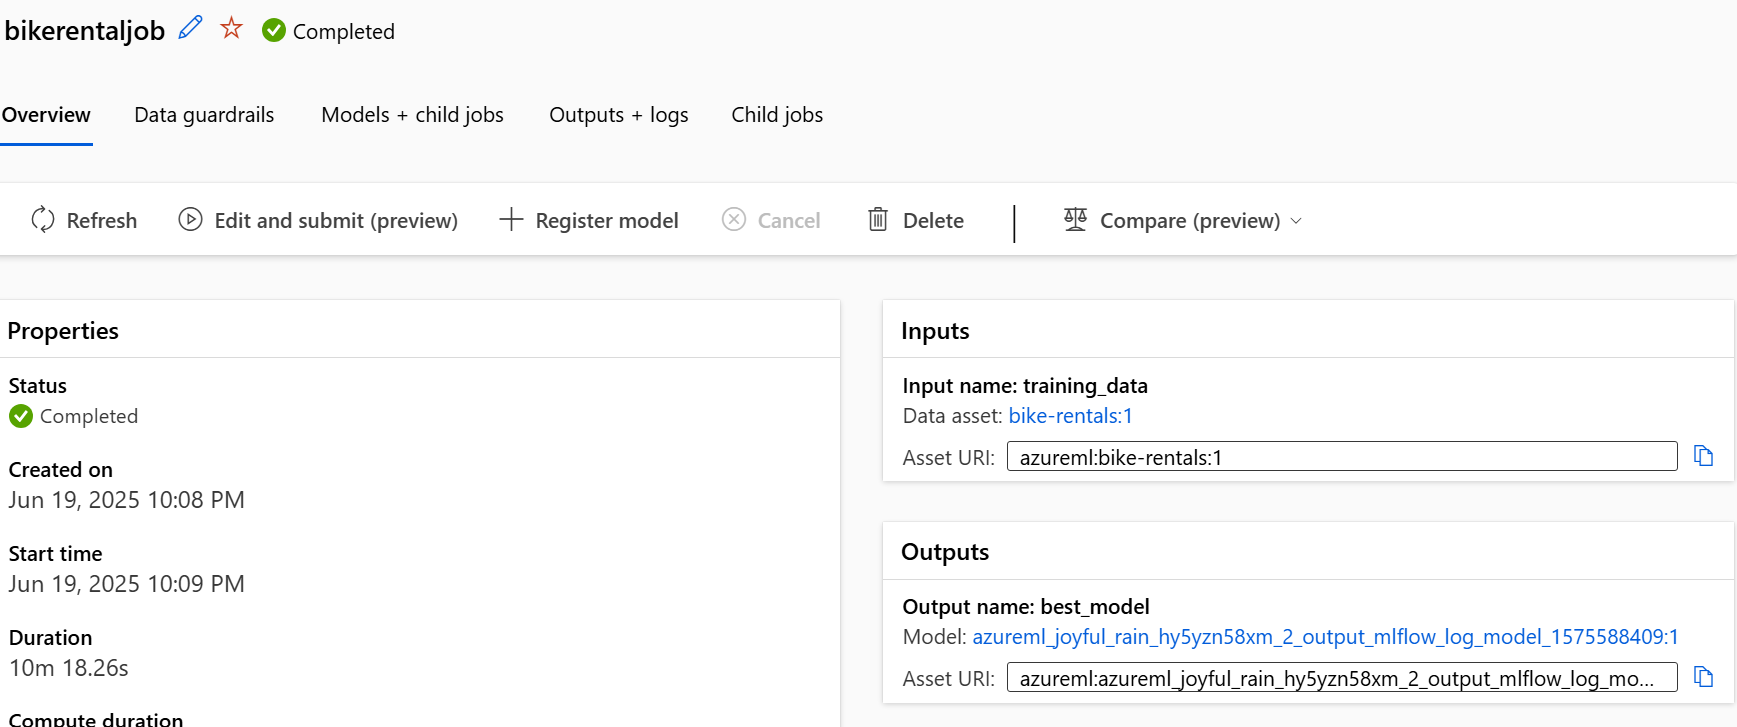 bikerentaljob Completed
Overview Data guardrails Models + child jobs Outputs + logs Child jobs
Refresh Edit and submit (preview) Register model Cancel Delete Compare (preview)
Properties
Status
Completed
Created on
Jun 19, 2025 10:08 PM
Start time
Jun 19, 2025 10:09 PM
Duration
10m 18.26s
Compute duration
Inputs
Input name: training_data
Data asset: bike-rentals:1
Asset URI: azureml:bike-rentals:1
Outputs
Output name: best_model
Model: azureml_joyful_rain_hy5yzn58xm_2_output_mlflow_log_model_1575588409:1
Asset URI: azureml:azureml_joyful_rain_hy5yzn58xm_2_output_mlflow_log_mo...